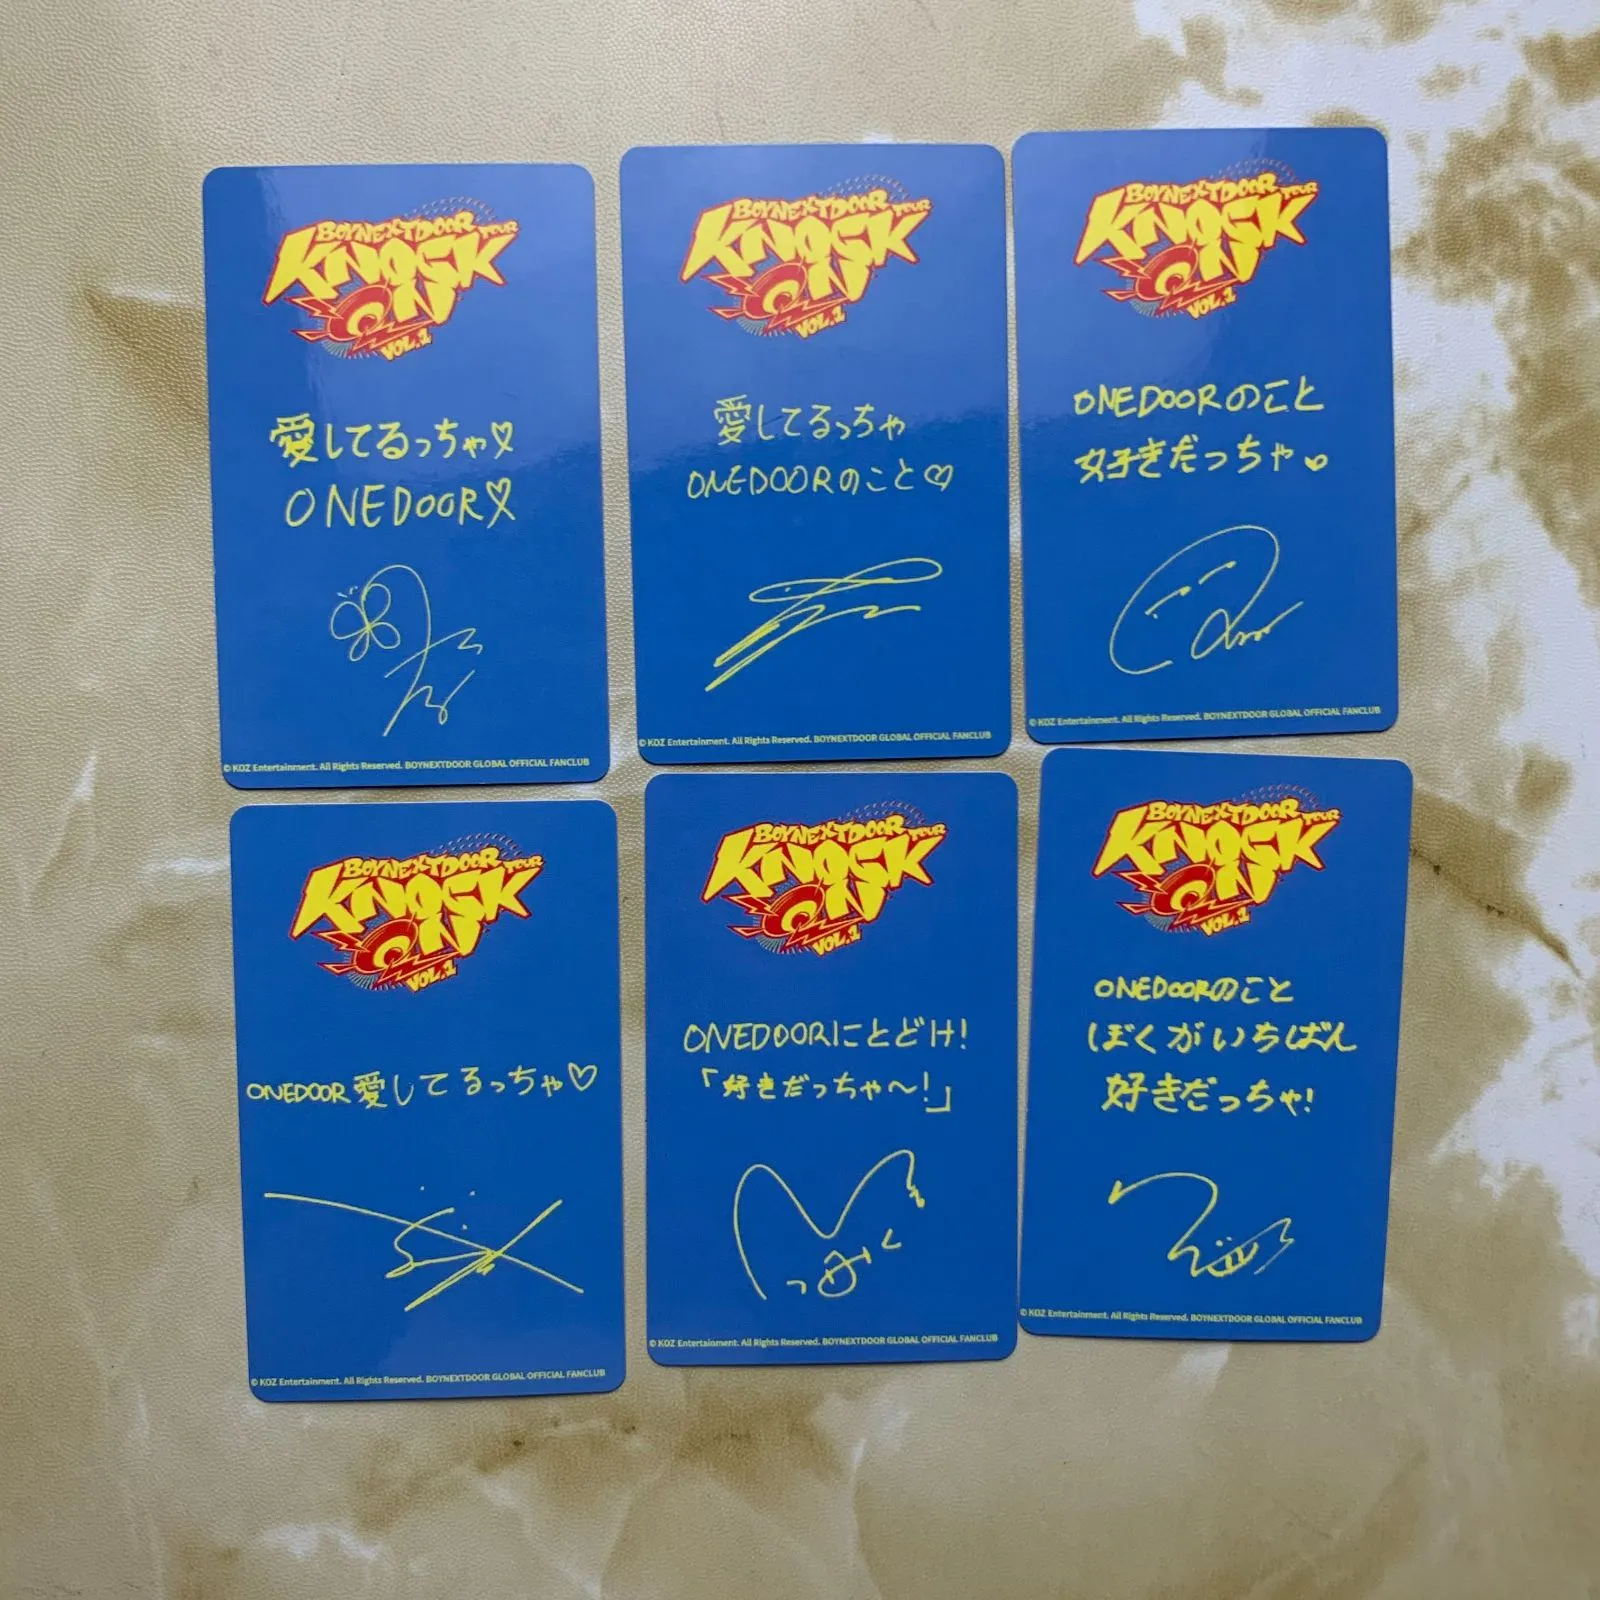 BOYNEXTDOOR TOUR
KNOCK
ON
VOL.1
愛してるっちゃ♡
ONEDOOR♡
© KOZ Entertainment. All Rights Reserved. BOYNEXTDOOR GLOBAL OFFICIAL FANCLUB
BOYNEXTDOOR TOUR
KNOCK
ON
VOL.1
愛してるっちゃ
ONEDOORのこと♡
© KOZ Entertainment. All Rights Reserved. BOYNEXTDOOR GLOBAL OFFICIAL FANCLUB
BOYNEXTDOOR TOUR
KNOCK
ON
VOL.1
ONEDOORのこと
好きだっちゃ♡
© KOZ Entertainment. All Rights Reserved. BOYNEXTDOOR GLOBAL OFFICIAL FANCLUB
BOYNEXTDOOR TOUR
KNOCK
ON
VOL.1
ONEDOOR 愛してるっちゃ♡
© KOZ Entertainment. All Rights Reserved. BOYNEXTDOOR GLOBAL OFFICIAL FANCLUB
BOYNEXTDOOR TOUR
KNOCK
ON
VOL.1
ONEDOORにとどけ!
「好きだっちゃ〜!」
© KOZ Entertainment. All Rights Reserved. BOYNEXTDOOR GLOBAL OFFICIAL FANCLUB
BOYNEXTDOOR TOUR
KNOCK
ON
VOL.1
ONEDOORのこと
ぼくがいちばん
好きだっちゃ!
© KOZ Entertainment. All Rights Reserved. BOYNEXTDOOR GLOBAL OFFICIAL FANCLUB